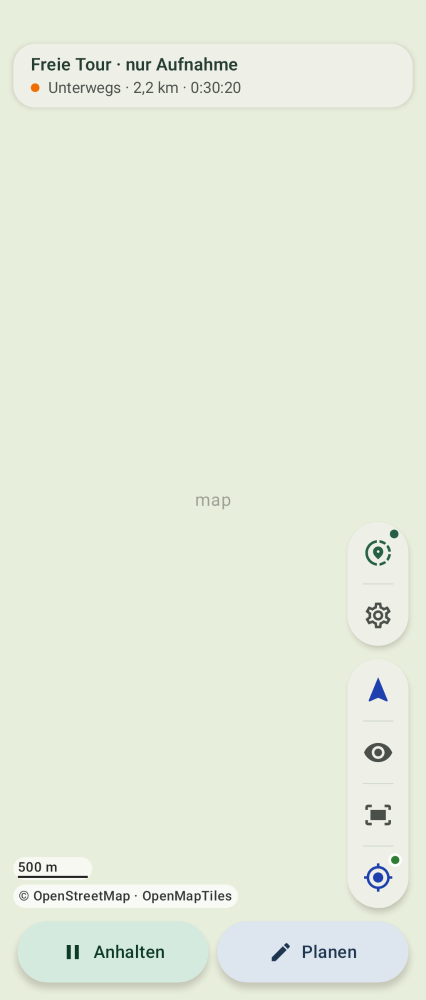 Freie Tour · nur Aufnahme
Unterwegs · 2,2 km · 0:30:20
map
500 m
© OpenStreetMap · OpenMapTiles
Anhalten
Planen